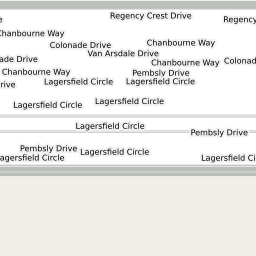 Regency Crest Drive
Regency
Chanbourne Way
Colonade Drive
Chanbourne Way
Van Arsdale Drive
ade Drive
Chanbourne Way
Colonad
Chanbourne Way
Pembsly Drive
rive
Lagersfield Circle
Lagersfield Circle
Lagersfield Circle
Lagersfield Circle
Lagersfield Circle
Pembsly Drive
Pembsly Drive
Lagersfield Circle
agersfield Circle
Lagersfield Ci